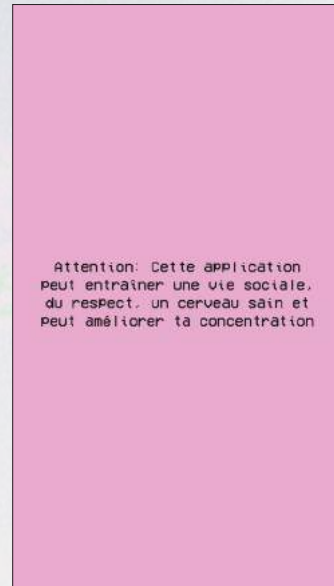 Attention: Cette application
peut entraîner une vie sociale,
du respect, un cerveau sain et
peut améliorer ta concentration